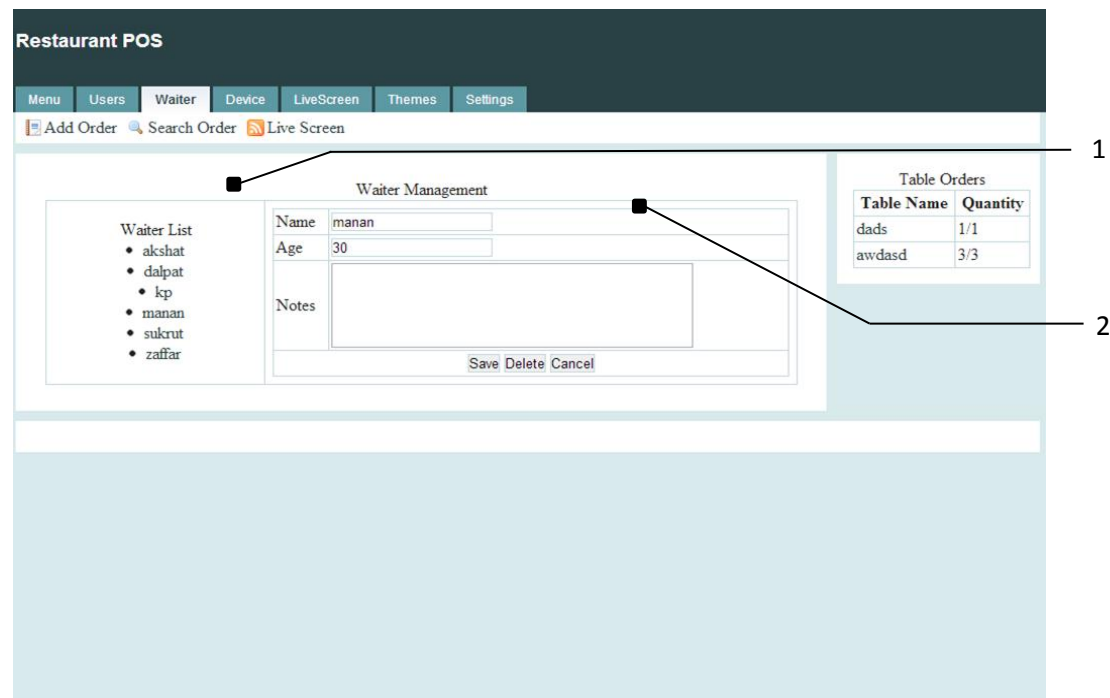 Restaurant POS
Menu Users Waiter Device LiveScreen Themes Settings
Add Order Search Order Live Screen
1
Waiter Management
Waiter List
akshat
dalpat
kp
manan
sukrut
zaffar
Name manan
Age 30
Notes
Save Delete Cancel
Table Orders
Table Name Quantity
dads 1/1
awdasd 3/3
2